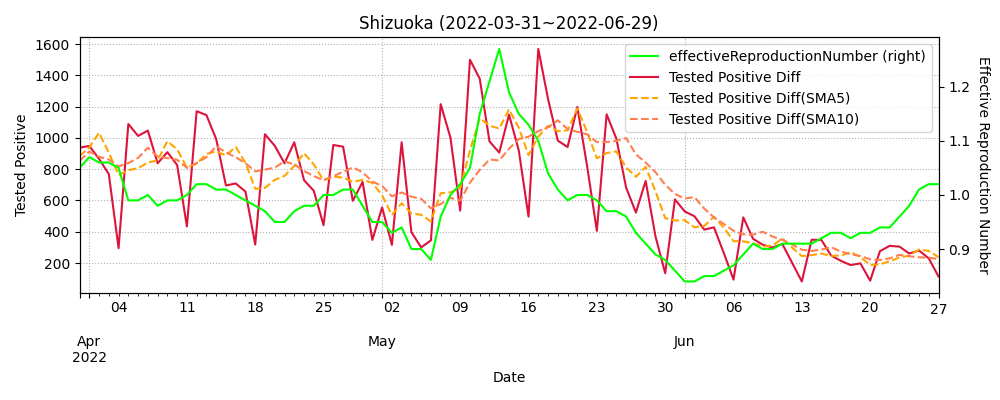 Shizuoka (2022-03-31~2022-06-29)
effectiveReproductionNumber (right)
Tested Positive Diff
Tested Positive Diff(SMA5)
Tested Positive Diff(SMA10)
Tested Positive
1600
1400
1200
1000
800
600
400
200
1.2
1.1
1.0
0.9
Effective Reproduction Number
04 11 18 25 02 09 16 23 30 06 13 20 27
Apr May Jun
2022
Date